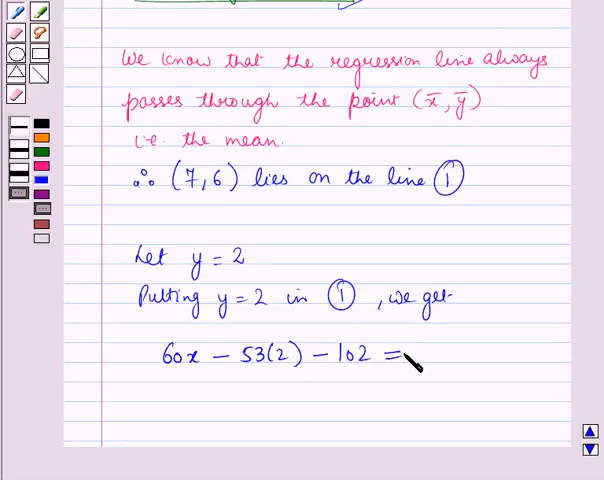 We know that the regression line always
passes through the point (x̄, ȳ)
i.e. the mean.
∴ (7, 6) lies on the line ①
Let y = 2
Putting y = 2 in ① , we get
60x - 53(2) - 102 =